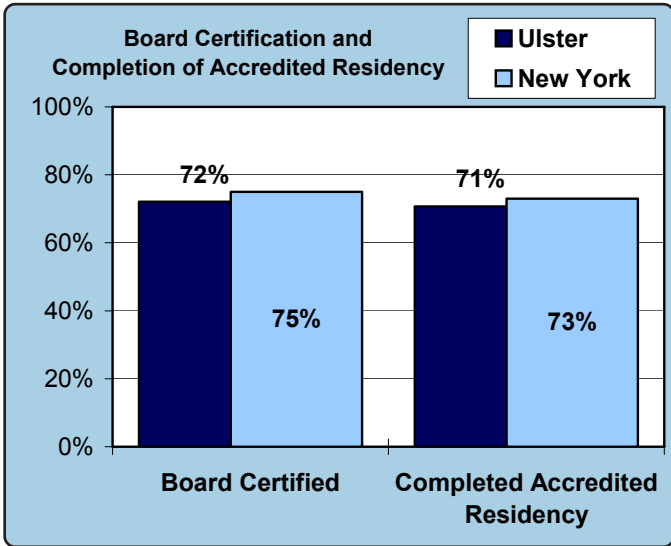 Board Certification and
Completion of Accredited Residency
Ulster
New York
100%
80%
60%
40%
20%
0%
72%
75%
71%
73%
Board Certified
Completed Accredited
Residency